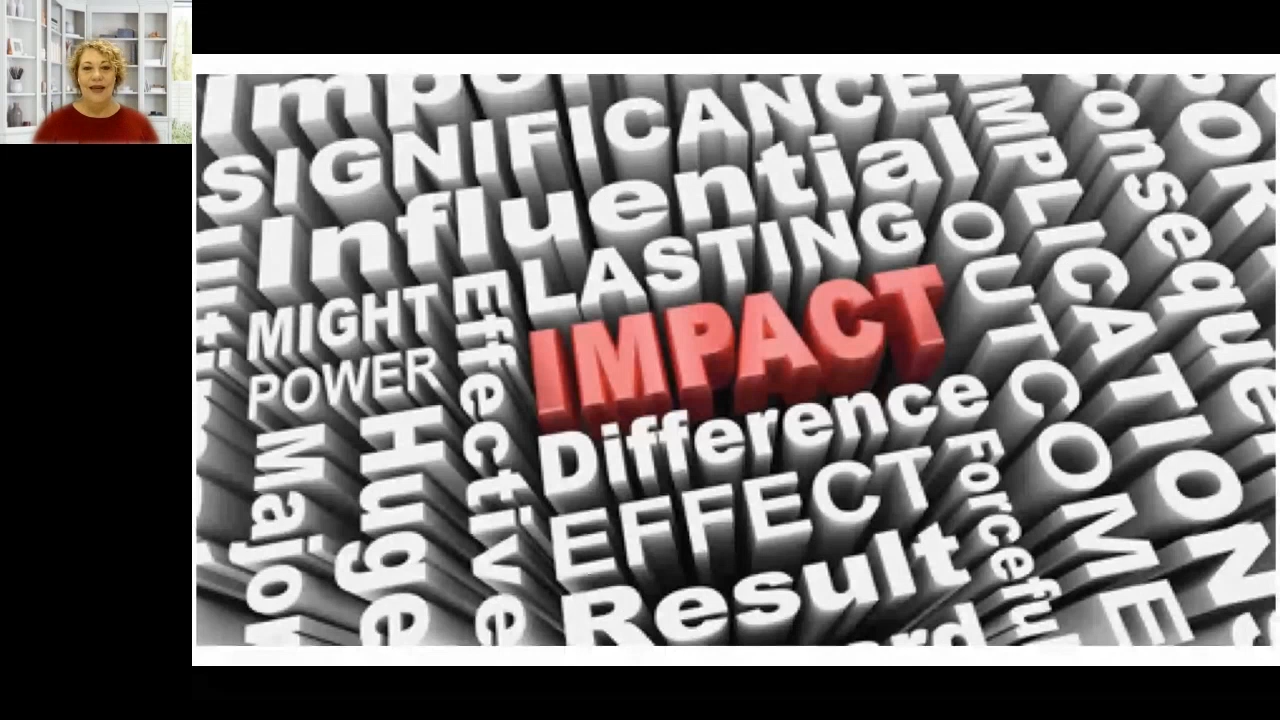 SIGNIFICANCE
Influential
LASTING
MIGHT
POWER
Effective
IMPACT
Difference
EFFECT
Result
Major
Huge
OUTCOME
IMPLICATIONS
Forceful